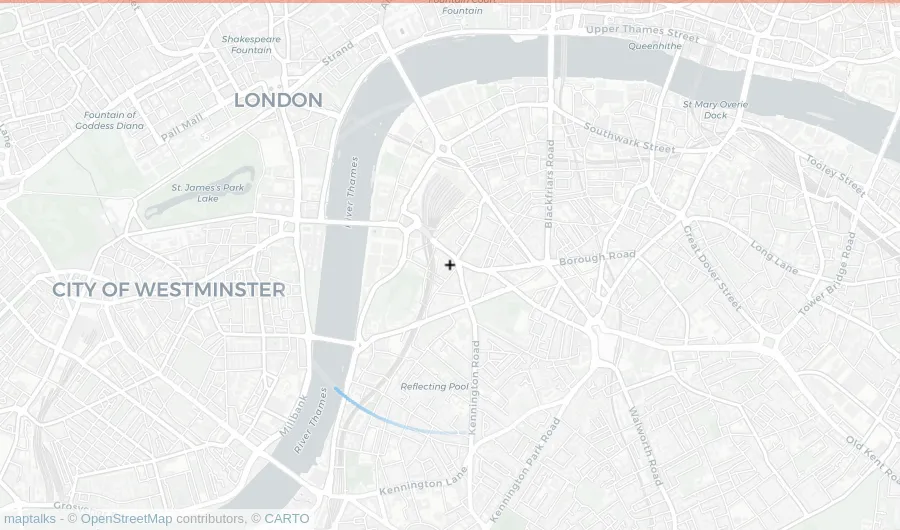 Fountain Court
Fountain
Upper Thames Street
Queenhithe
Shakespeare
Fountain
Strand
LONDON
St Mary Overie
Dock
Fountain of
Goddess Diana
Pall Mall
Lane
Southwark Street
Blackfriars Road
Tooley Street
River Thames
St. James's Park
Lake
Great Dover Street
Long Lane
Borough Road
Tower Bridge Road
CITY OF WESTMINSTER
Kennington Road
Reflecting Pool
Millbank
River Thames
Walworth Road
Kennington Park Road
Old Kent Roa
Kennington Lane
Grosve
maptalks - © OpenStreetMap contributors, © CARTO